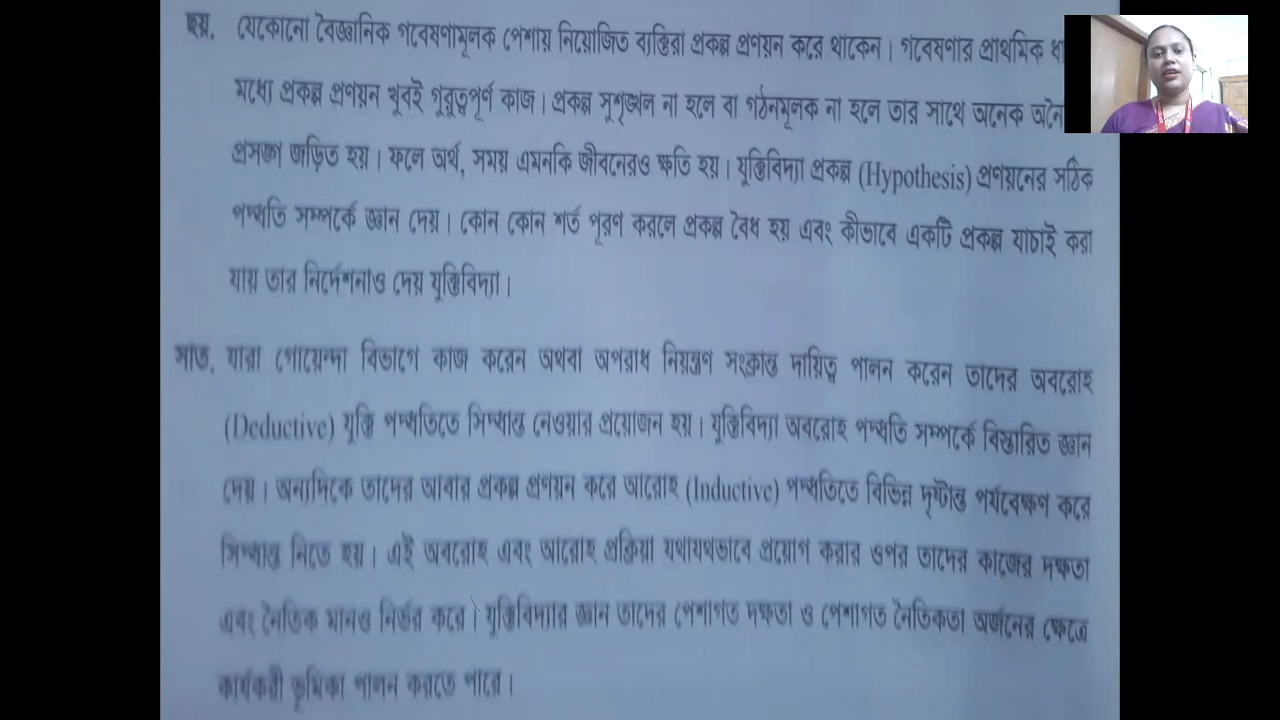 ছয়. যেকোনো বৈজ্ঞানিক গবেষণামূলক পেশায় নিয়োজিত ব্যক্তিরা প্রকল্প প্রণয়ন করে থাকেন। গবেষণার প্রাথমিক
মধ্যে প্রকল্প প্রণয়ন খুবই গুরুত্বপূর্ণ কাজ। প্রকল্প সুশৃঙ্খল না হলে বা গঠনমূলক না হলে তার সাথে অনেক
প্রসঙ্গ জড়িত হয়। ফলে অর্থ, সময় এমনকি জীবনেরও ক্ষতি হয়। যুক্তিবিদ্যা প্রকল্প (Hypothesis) প্রণয়নের সঠিক
পদ্ধতি সম্পর্কে জ্ঞান দেয়। কোন কোন শর্ত পূরণ করলে প্রকল্প বৈধ হয় এবং কীভাবে একটি প্রকল্প যাচাই করা
যায় তার নির্দেশনাও দেয় যুক্তিবিদ্যা।
সাত. যারা গোয়েন্দা বিভাগে কাজ করেন অথবা অপরাধ নিয়ন্ত্রণ সংক্রান্ত দায়িত্ব পালন করেন তাদের অবরোহ
(Deductive) যুক্তি পদ্ধতিতে সিদ্ধান্ত নেওয়ার প্রয়োজন হয়। যুক্তিবিদ্যা অবরোহ পদ্ধতি সম্পর্কে বিস্তারিত জ্ঞান
দেয়। অন্যদিকে তাদের আবার প্রকল্প প্রণয়ন করে আরোহ (Inductive) পদ্ধতিতে বিভিন্ন দৃষ্টান্ত পর্যবেক্ষণ করে
সিদ্ধান্ত নিতে হয়। এই অবরোহ এবং আরোহ প্রক্রিয়া যথাযথভাবে প্রয়োগ করার ওপর তাদের কাজের দক্ষতা
এবং নৈতিক মানও নির্ভর করে। যুক্তিবিদ্যার জ্ঞান তাদের পেশাগত দক্ষতা ও পেশাগত নৈতিকতা অর্জনের ক্ষেত্রে
কার্যকরী ভূমিকা পালন করতে পারে।